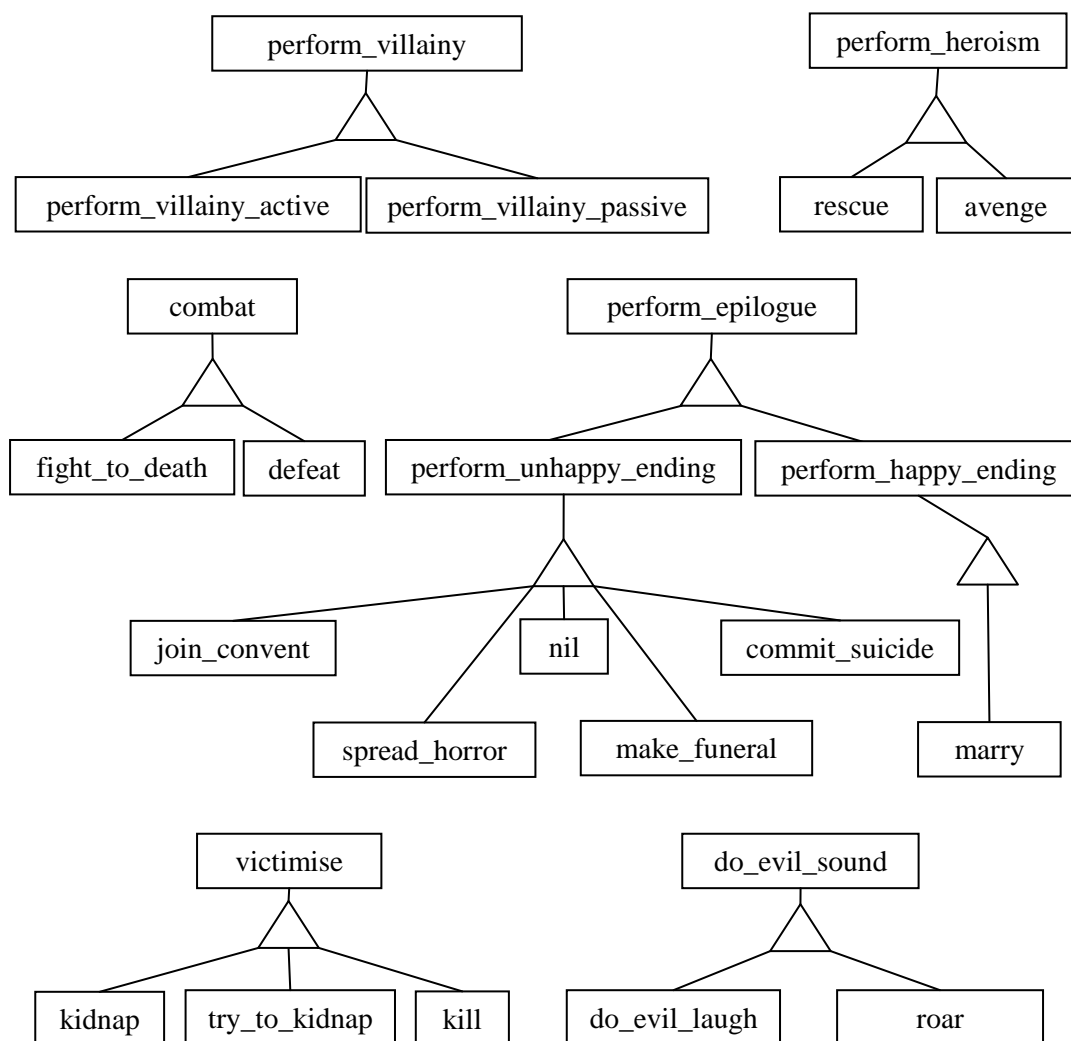 perform_villainy
perform_heroism
perform_villainy_active
perform_villainy_passive
rescue
avenge
combat
perform_epilogue
fight_to_death
defeat
perform_unhappy_ending
perform_happy_ending
join_convent
nil
commit_suicide
spread_horror
make_funeral
marry
victimise
do_evil_sound
kidnap
try_to_kidnap
kill
do_evil_laugh
roar